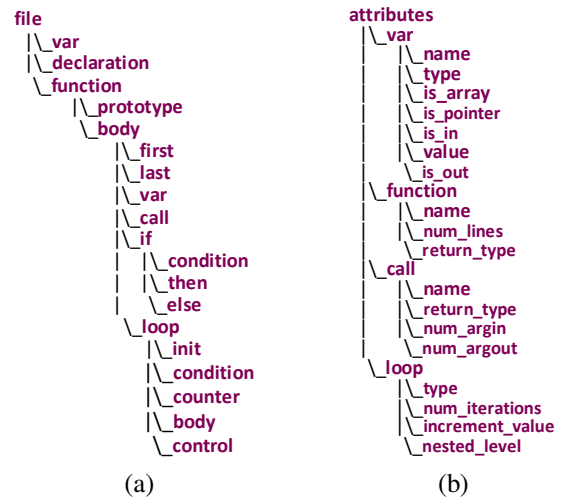 file
|\_var
|\_declaration
\_function
|\_prototype
\_body
|\_first
|\_last
|\_var
|\_call
|\_if
| |\_condition
| |\_then
| \_else
\_loop
|\_init
|\_condition
|\_counter
|\_body
\_control
(a)
attributes
|\_var
| |\_name
| |\_type
| |\_is_array
| |\_is_pointer
| |\_is_in
| |\_value
| \_is_out
|\_function
| |\_name
| |\_num_lines
| \_return_type
|\_call
| |\_name
| |\_return_type
| |\_num_argin
| \_num_argout
\_loop
|\_type
|\_num_iterations
|\_increment_value
\_nested_level
(b)